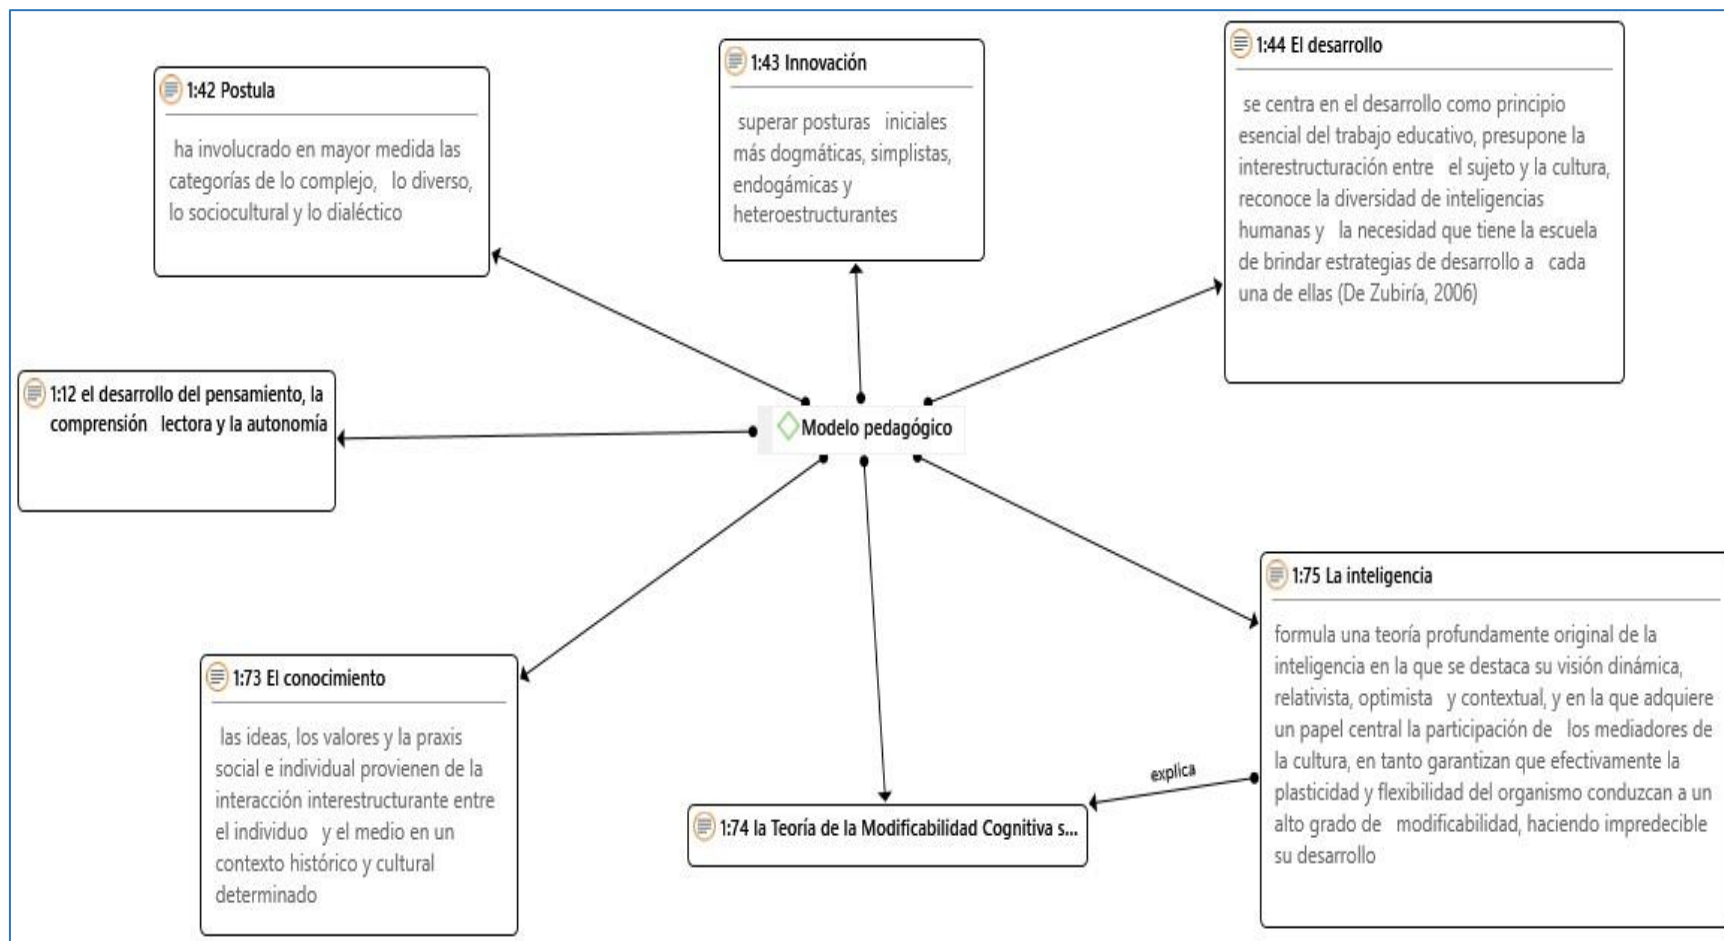 1:42 Postula
ha involucrado en mayor medida las
categorías de lo complejo, lo diverso,
lo sociocultural y lo dialéctico
1:43 Innovación
superar posturas iniciales
más dogmáticas, simplistas,
endogámicas y
heteroestructurantes
1:44 El desarrollo
se centra en el desarrollo como principio
esencial del trabajo educativo, presupone la
interestructuración entre el sujeto y la cultura,
reconoce la diversidad de inteligencias
humanas y la necesidad que tiene la escuela
de brindar estrategias de desarrollo a cada
una de ellas (De Zubiría, 2006)
1:12 el desarrollo del pensamiento, la
comprensión lectora y la autonomía
Modelo pedagógico
1:73 El conocimiento
las ideas, los valores y la praxis
social e individual provienen de la
interacción interestructurante entre
el individuo y el medio en un
contexto histórico y cultural
determinado
1:74 la Teoría de la Modificabilidad Cognitiva s...
explica
1:75 La inteligencia
formula una teoría profundamente original de la
inteligencia en la que se destaca su visión dinámica,
relativista, optimista y contextual, y en la que adquiere
un papel central la participación de los mediadores de
la cultura, en tanto garantizan que efectivamente la
plasticidad y flexibilidad del organismo conduzcan a un
alto grado de modificabilidad, haciendo impredecible
su desarrollo